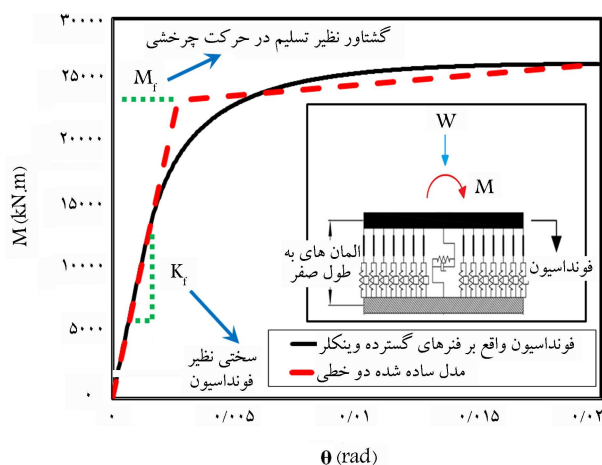 ۳۰۰۰۰
۲۵۰۰۰
۲۰۰۰۰
۱۵۰۰۰
۱۰۰۰۰
۵۰۰۰
۰
M (kN.m)
گشتاور نظیر تسلیم در حرکت چرخشی
M_f
K_f
سختی نظیر
فونداسیون
W
M
المان های به
طول صفر
فونداسیون
فونداسیون واقع بر فنرهای گسترده وینکلر
مدل ساده شده دو خطی
۰
۰/۰۰۵
۰/۰۱
۰/۰۱۵
۰/۰۲
θ (rad)